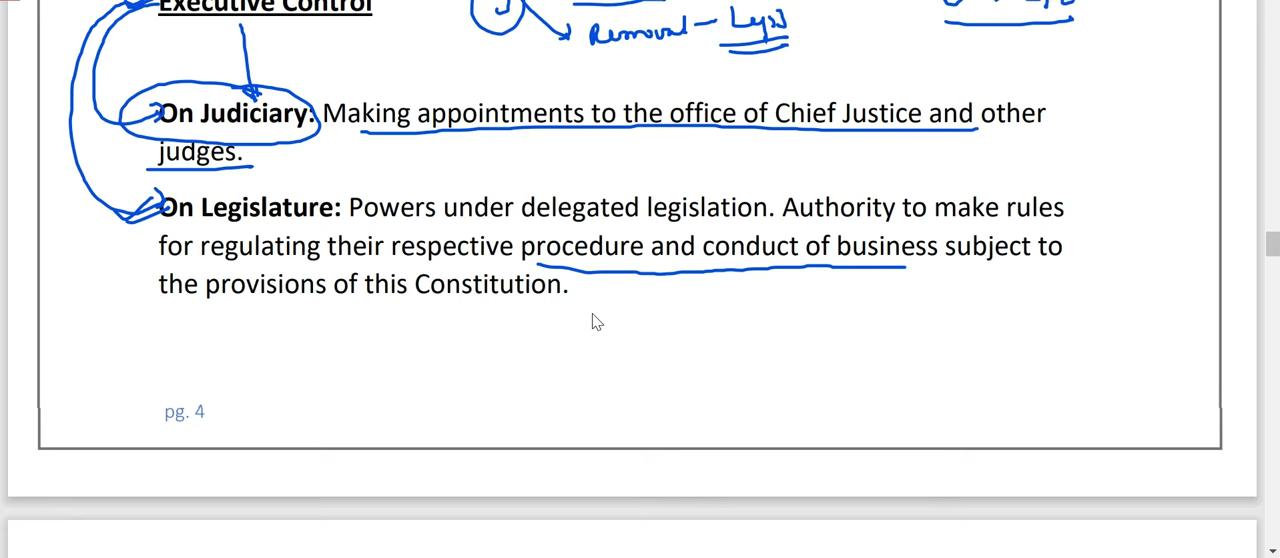 Executive Control
Removal –
On Judiciary: Making appointments to the office of Chief Justice and other
judges.
On Legislature: Powers under delegated legislation. Authority to make rules
for regulating their respective procedure and conduct of business subject to
the provisions of this Constitution.
pg. 4